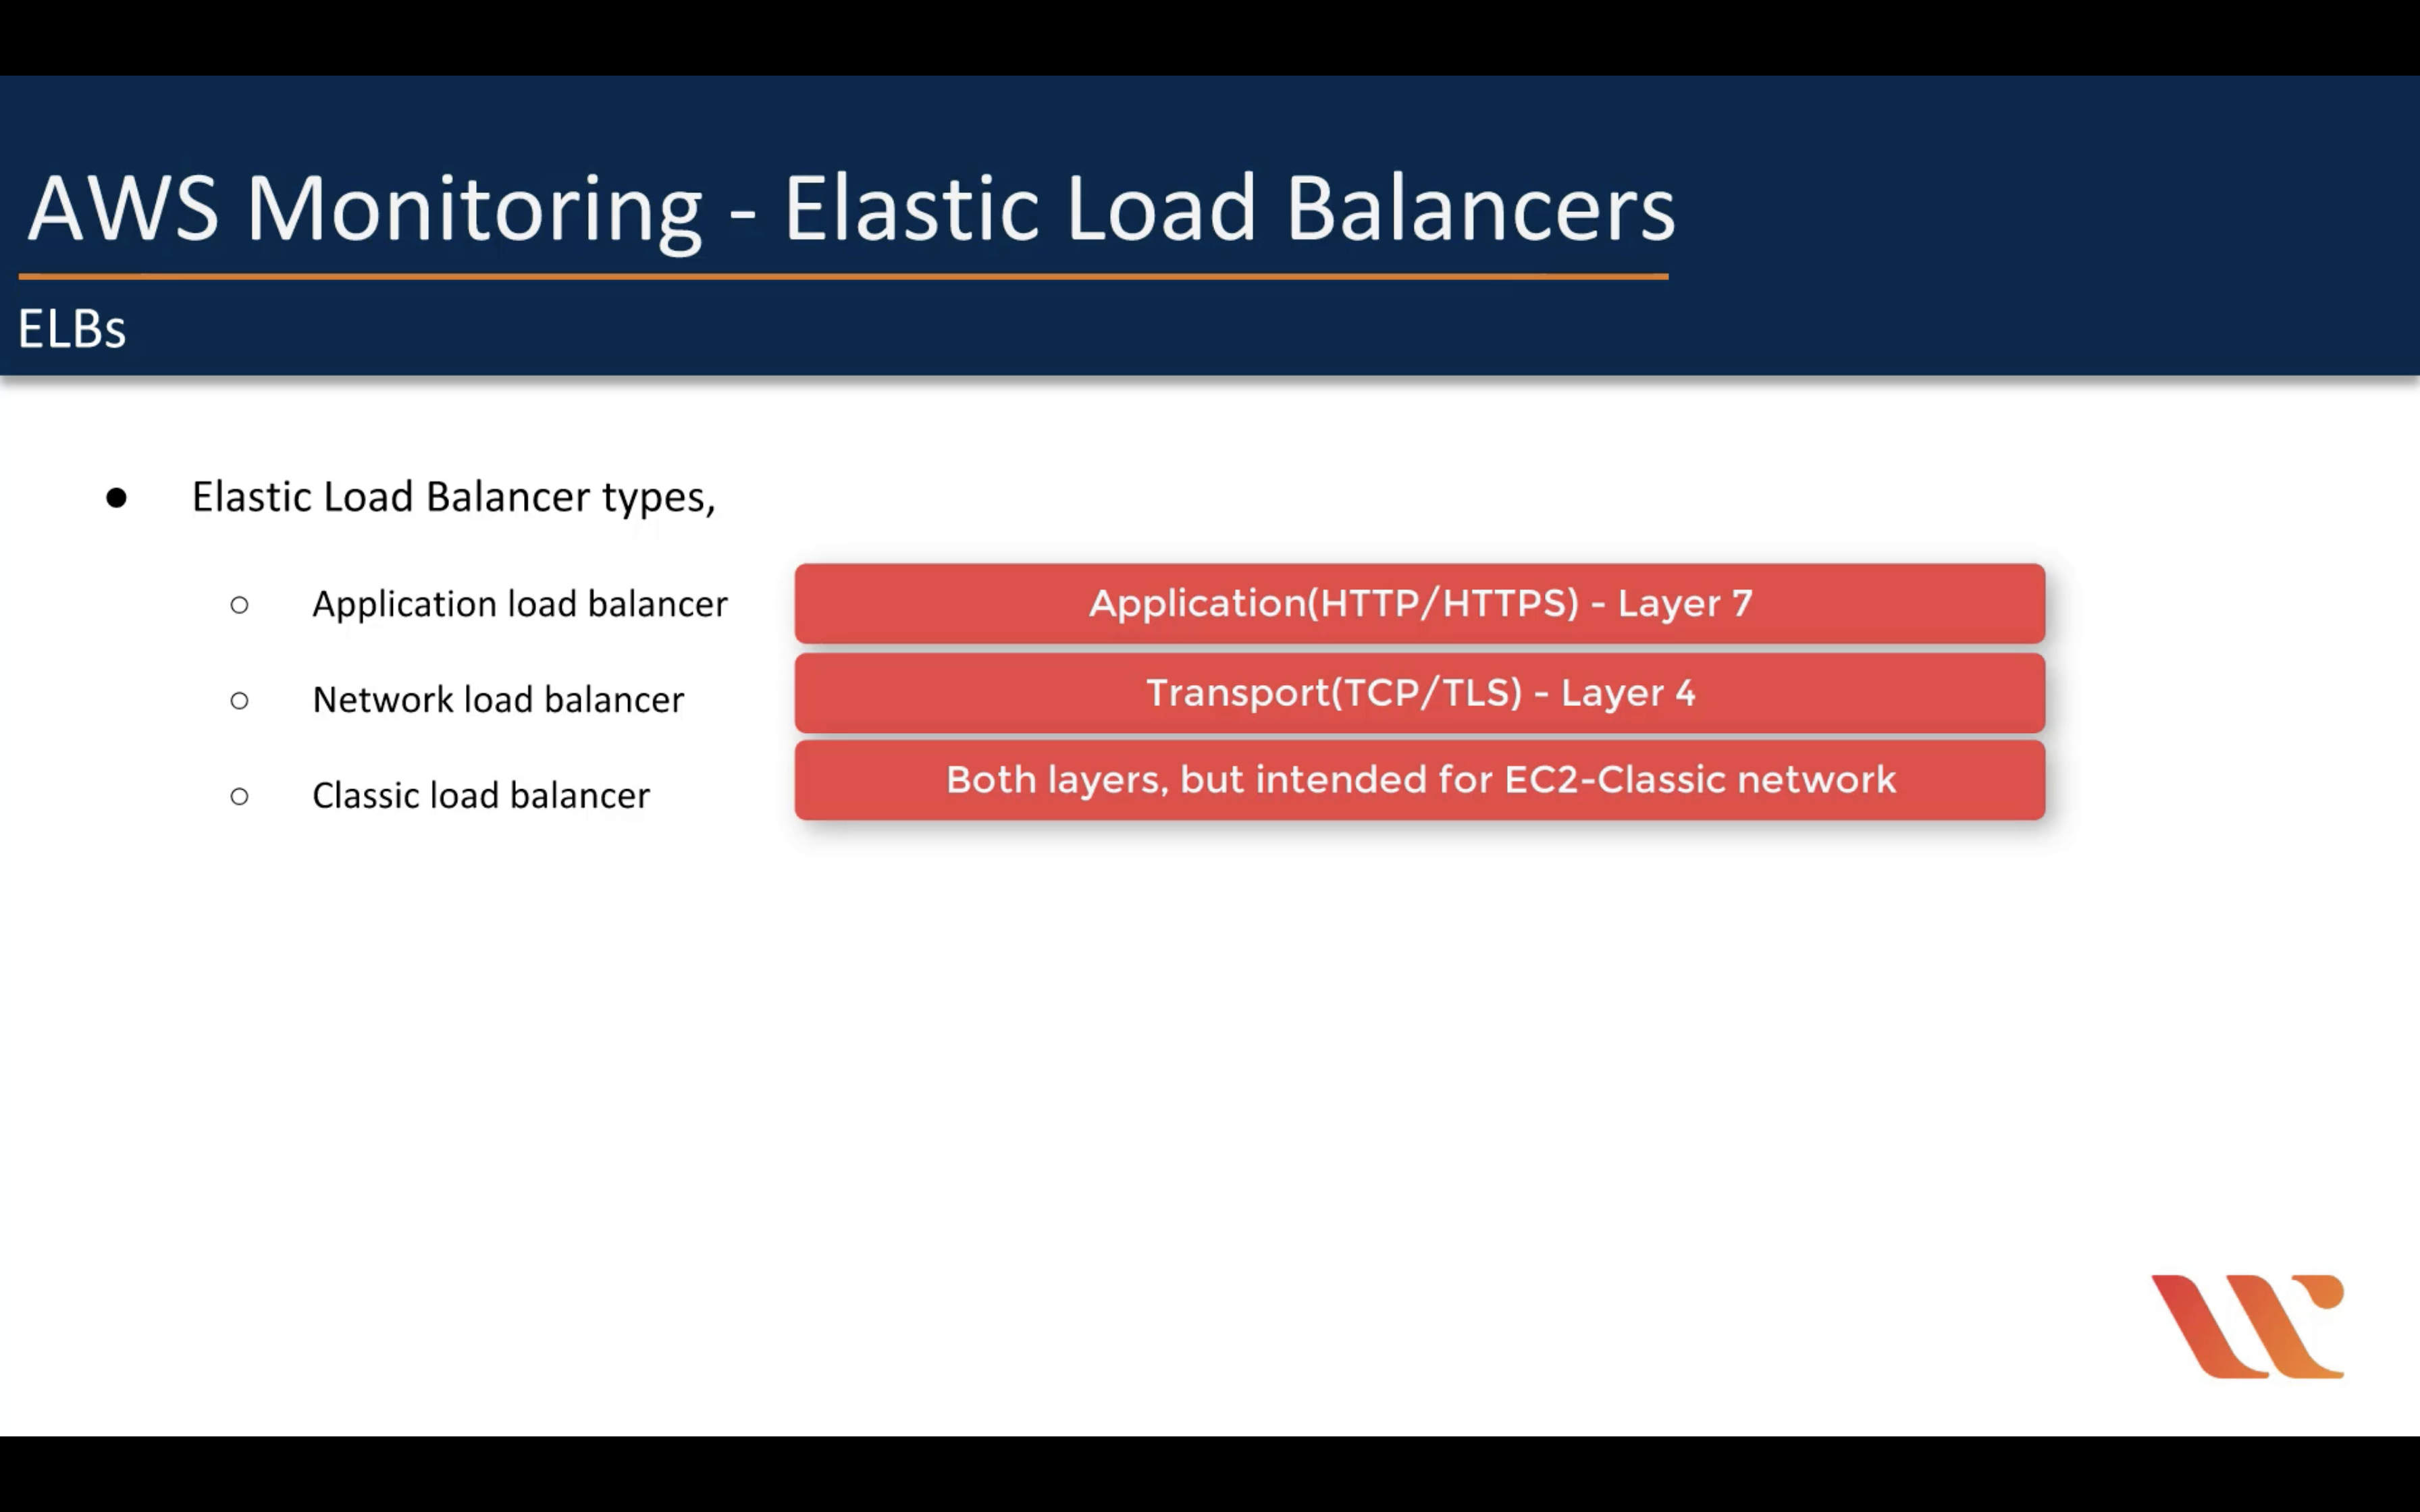 AWS Monitoring - Elastic Load Balancers
ELBs
● Elastic Load Balancer types,
○ Application load balancer
Application(HTTP/HTTPS) - Layer 7
○ Network load balancer
Transport(TCP/TLS) - Layer 4
○ Classic load balancer
Both layers, but intended for EC2-Classic network